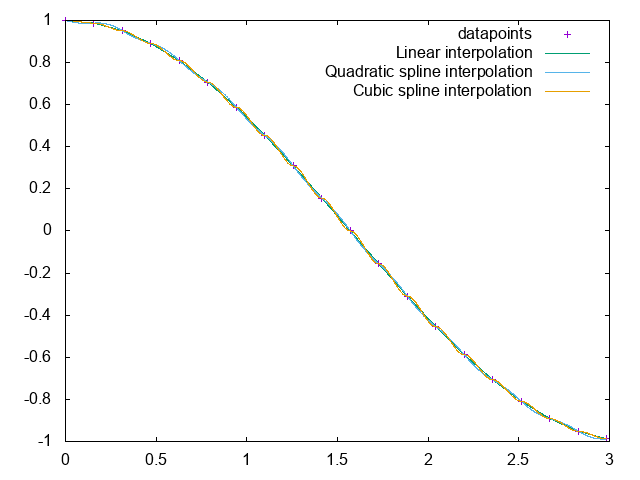 datapoints
Linear interpolation
Quadratic spline interpolation
Cubic spline interpolation
1
0.8
0.6
0.4
0.2
0
-0.2
-0.4
-0.6
-0.8
-1
0 0.5 1 1.5 2 2.5 3